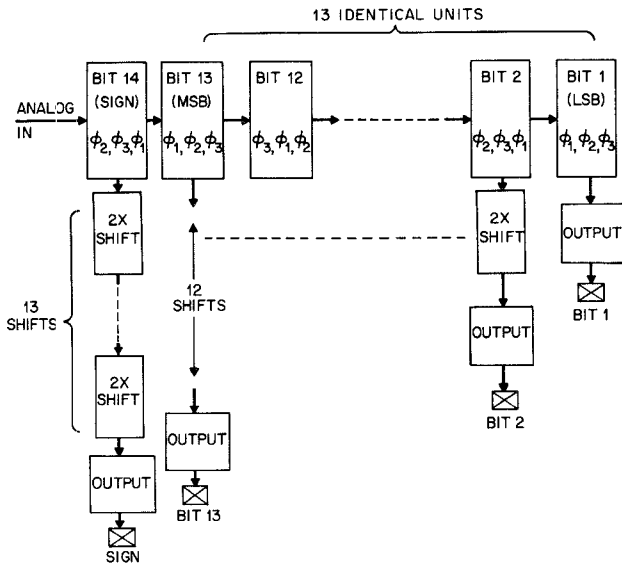 13 IDENTICAL UNITS
ANALOG
IN
BIT 14
(SIGN)
ϕ2,ϕ3,ϕ1
BIT 13
(MSB)
ϕ1,ϕ2,ϕ3
BIT 12
ϕ3,ϕ1,ϕ2
BIT 2
ϕ2,ϕ3,ϕ1
BIT 1
(LSB)
ϕ1,ϕ2,ϕ3
2X
SHIFT
2X
SHIFT
OUTPUT
13
SHIFTS
12
SHIFTS
BIT 1
OUTPUT
2X
SHIFT
BIT 2
OUTPUT
OUTPUT
BIT 13
SIGN